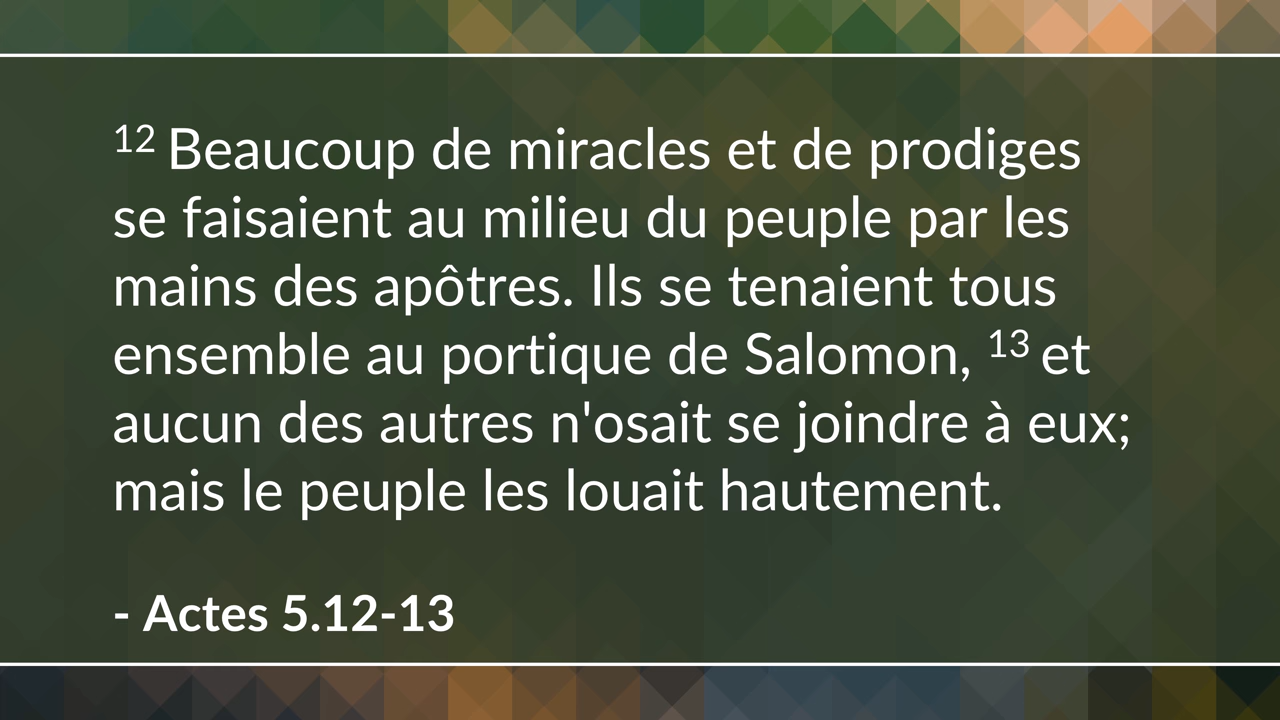 12 Beaucoup de miracles et de prodiges
se faisaient au milieu du peuple par les
mains des apôtres. Ils se tenaient tous
ensemble au portique de Salomon, 13 et
aucun des autres n'osait se joindre à eux;
mais le peuple les louait hautement.
- Actes 5.12-13